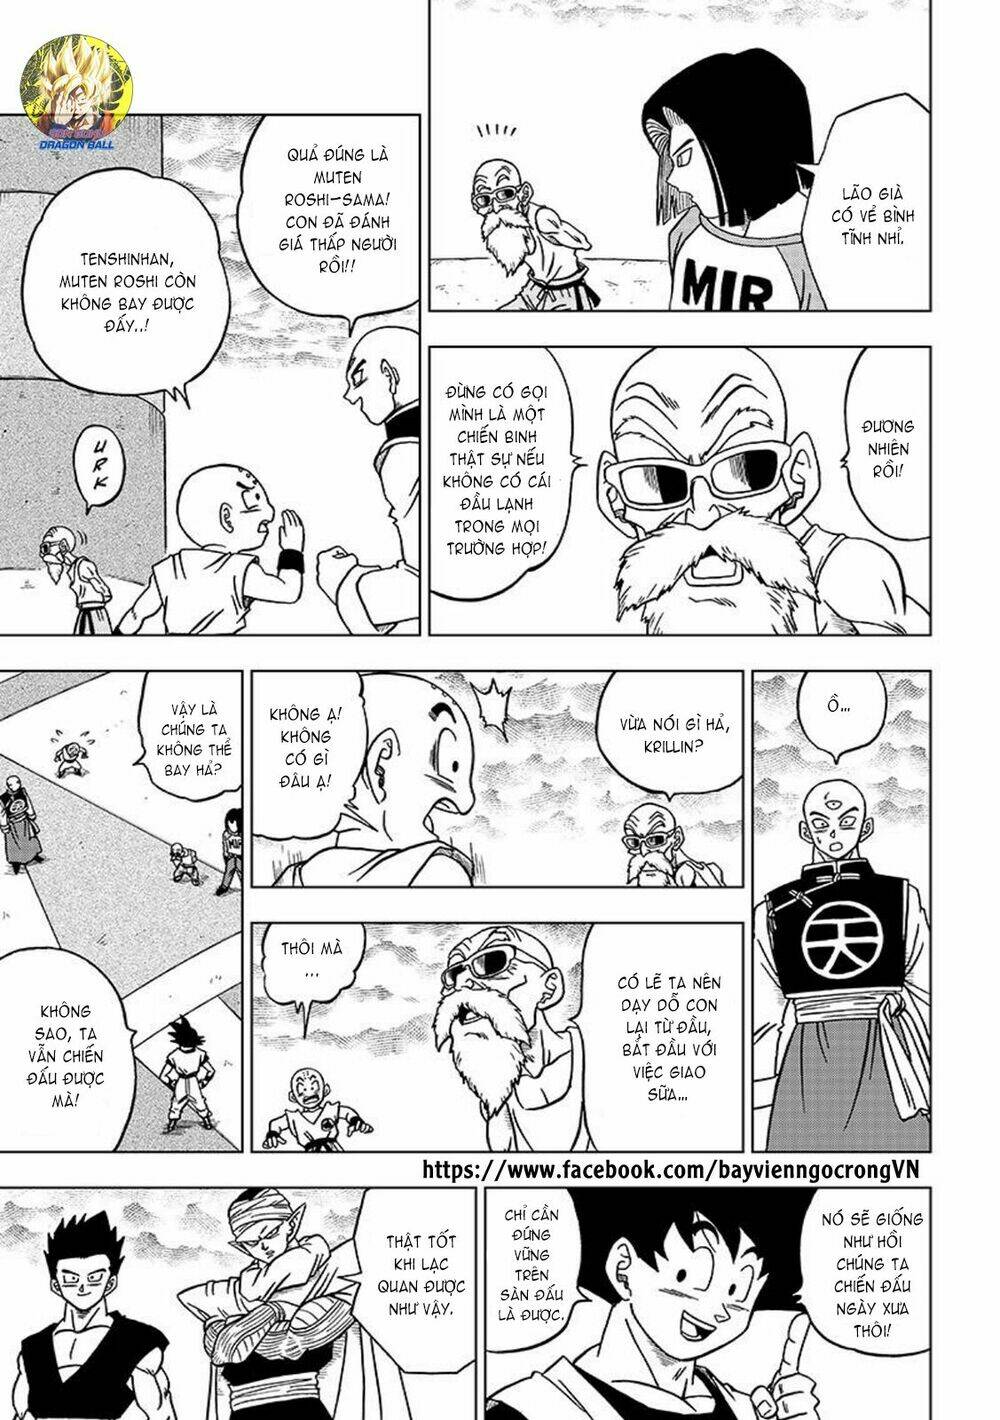 LÃO GIÀ
CÓ VẺ BÌNH
TĨNH NHỈ.
MIR
QUẢ ĐÚNG LÀ
MUTEN
ROSHI-SAMA!
CON ĐÃ ĐÁNH
GIÁ THẤP NGƯỜI
RỒI!!
TENSHINHAN,
MUTEN ROSHI CÒN
KHÔNG BAY ĐƯỢC
ĐẤY..!
URK
SON GOKU
DRAGON BALL
ĐƯƠNG
NHIÊN
RỒI!
ĐỪNG CÓ GỌI
MÌNH LÀ MỘT
CHIẾN BINH
THẬT SỰ NẾU
KHÔNG CÓ CÁI
ĐẦU LẠNH
TRONG MỌI
TRƯỜNG HỢP!
Ồ...
天
VỪA NÓI GÌ HẢ,
KRILLIN?
KHÔNG Ạ!
KHÔNG
CÓ GÌ
ĐÂU Ạ!
CÓ LẼ TA NÊN
DẠY DỖ CON
LẠI TỪ ĐẦU,
BẮT ĐẦU VỚI
VIỆC GIAO
SỮA...
THÔI MÀ
...
VẬY LÀ
CHÚNG TA
KHÔNG THỂ
BAY HẢ?
MIR
KHÔNG
SAO, TA
VẪN CHIẾN
ĐẤU ĐƯỢC
MÀ!
https://www.facebook.com/bayvienngocrongVN
NÓ SẼ GIỐNG
NHƯ HỒI
CHÚNG TA
CHIẾN ĐẤU
NGÀY XƯA
THÔI!
CHỈ CẦN
ĐỨNG
VỮNG
TRÊN
SÀN ĐẤU
LÀ ĐƯỢC.
THẬT TỐT
KHI LẠC
QUAN ĐƯỢC
NHƯ VẬY.